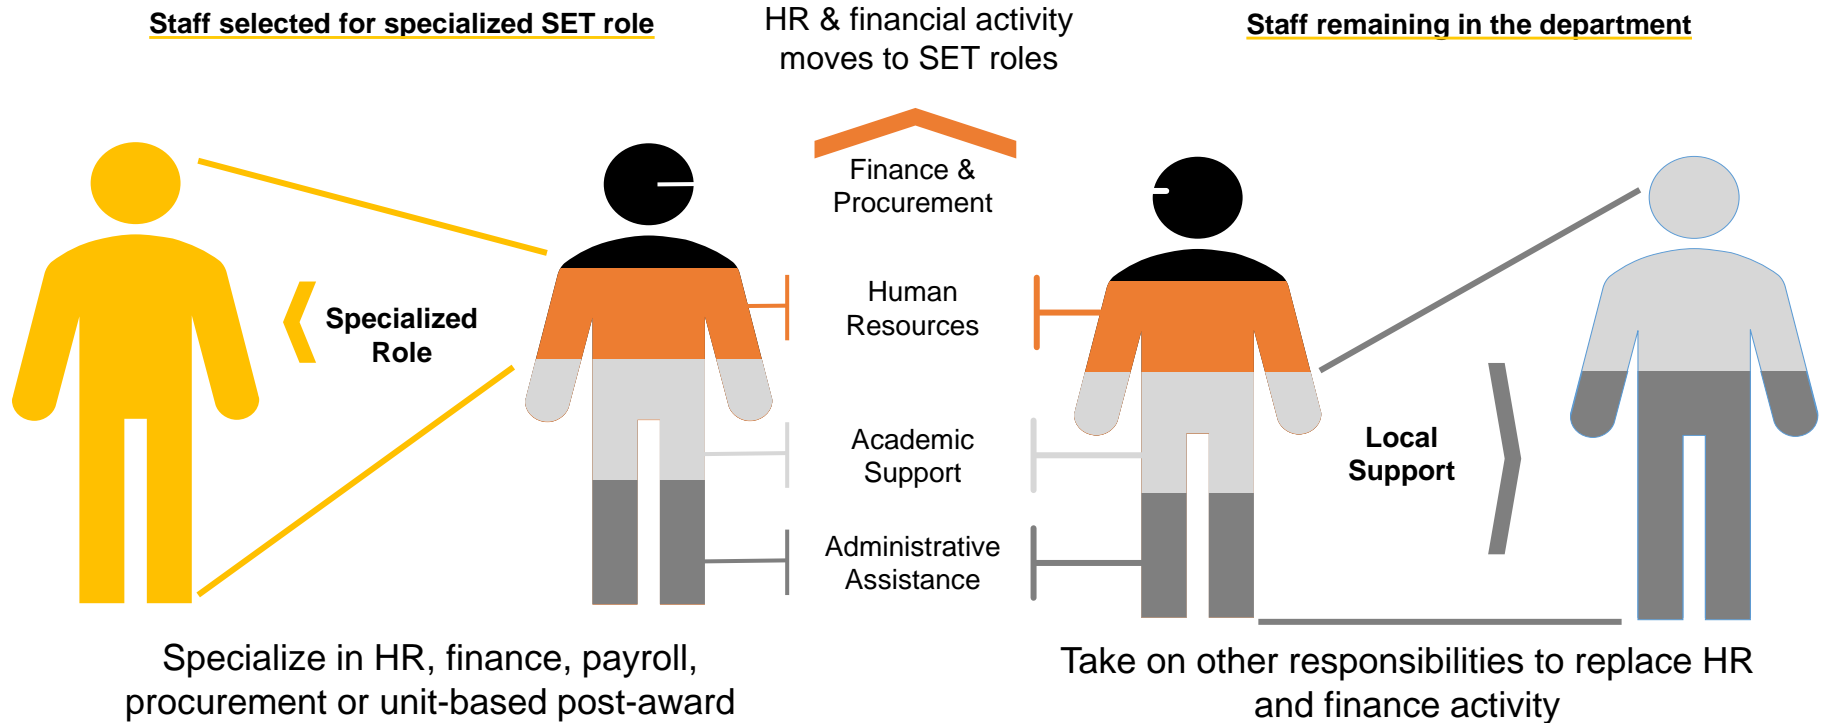 Staff selected for specialized SET role
HR & financial activity
moves to SET roles
Staff remaining in the department
Finance &
Procurement
Human
Resources
Specialized
Role
Academic
Support
Local
Support
Administrative
Assistance
Specialize in HR, finance, payroll,
procurement or unit-based post-award
Take on other responsibilities to replace HR
and finance activity